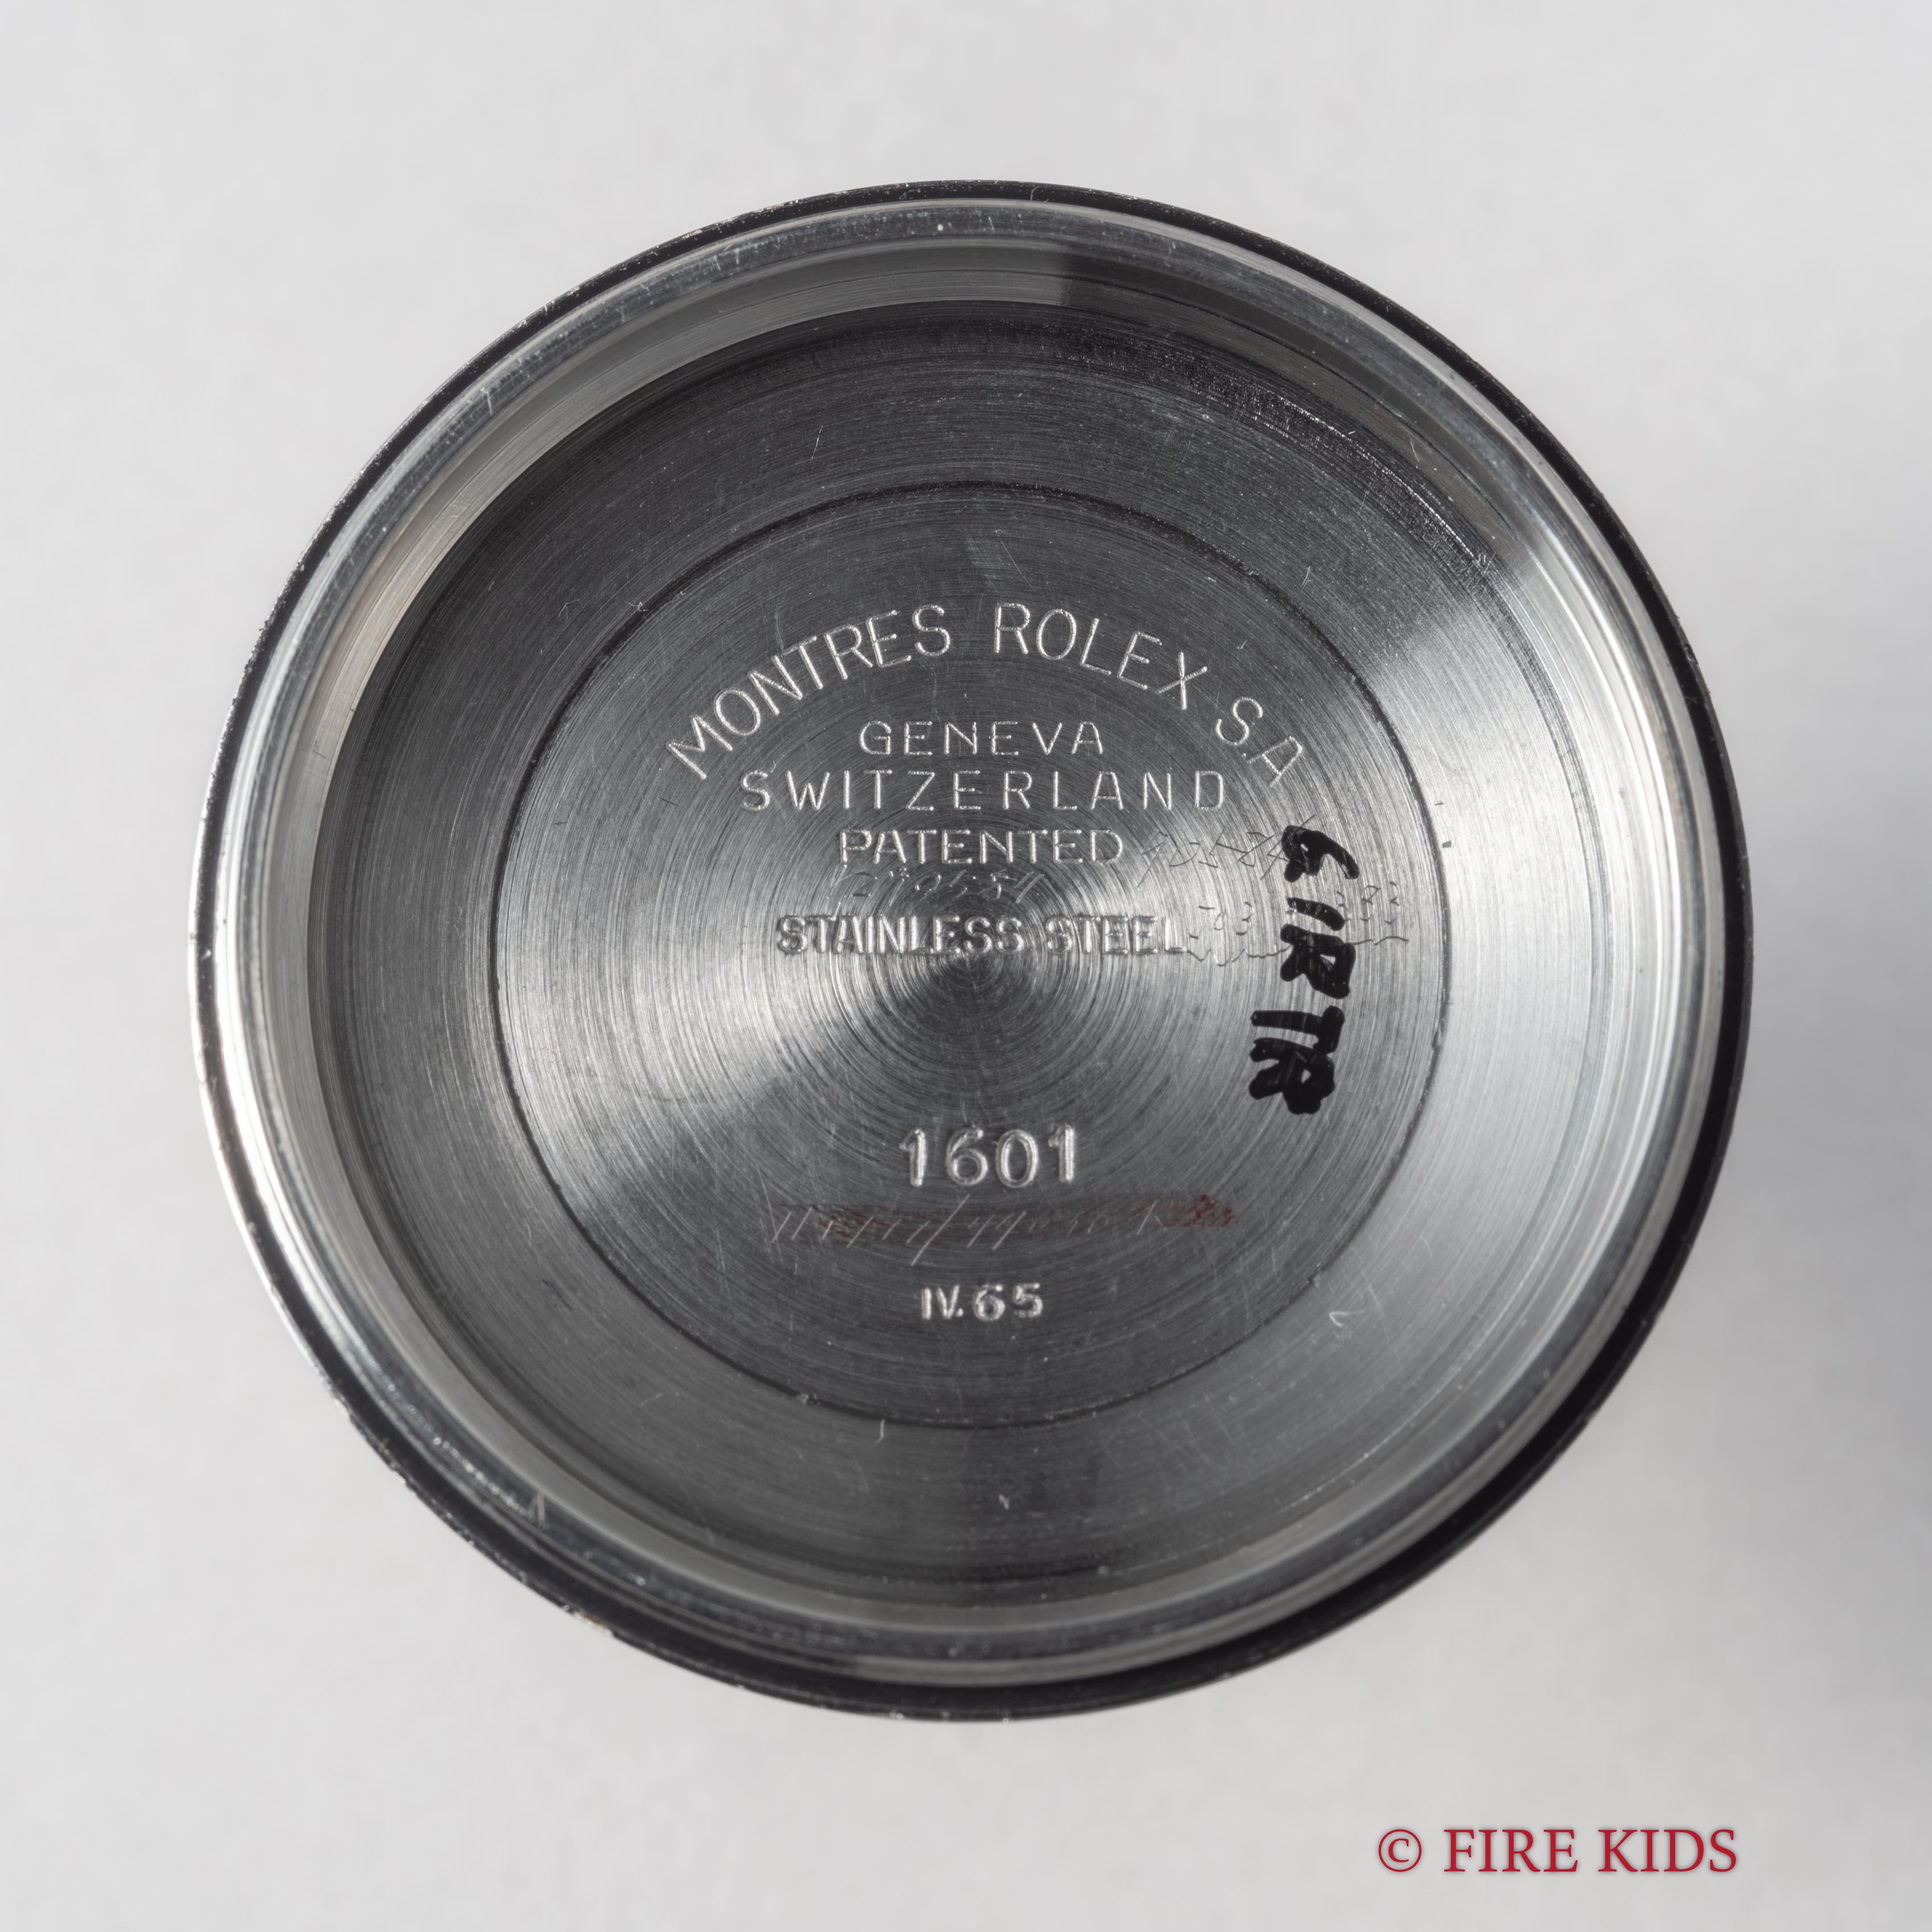 MONTRES ROLEX S.A
GENEVA
SWITZERLAND
PATENTED
STAINLESS STEEL
1601
IV.65
© FIRE KIDS